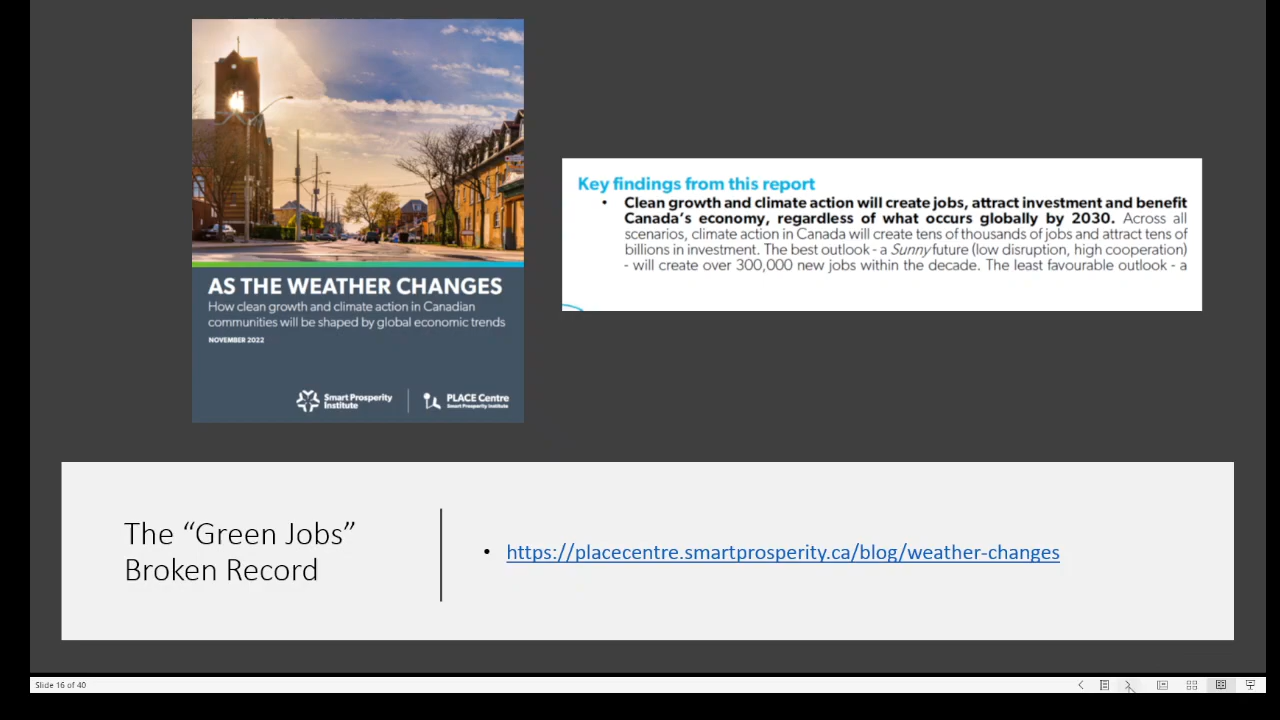 AS THE WEATHER CHANGES
How clean growth and climate action in Canadian
communities will be shaped by global economic trends
NOVEMBER 2022
Smart Prosperity
Institute
PLACE Centre
Smart Prosperity Institute
Key findings from this report
• Clean growth and climate action will create jobs, attract investment and benefit
Canada's economy, regardless of what occurs globally by 2030. Across all
scenarios, climate action in Canada will create tens of thousands of jobs and attract tens of
billions in investment. The best outlook - a Sunny future (low disruption, high cooperation)
- will create over 300,000 new jobs within the decade. The least favourable outlook - a
The “Green Jobs”
Broken Record
• https://placecentre.smartprosperity.ca/blog/weather-changes
Slide 16 of 40